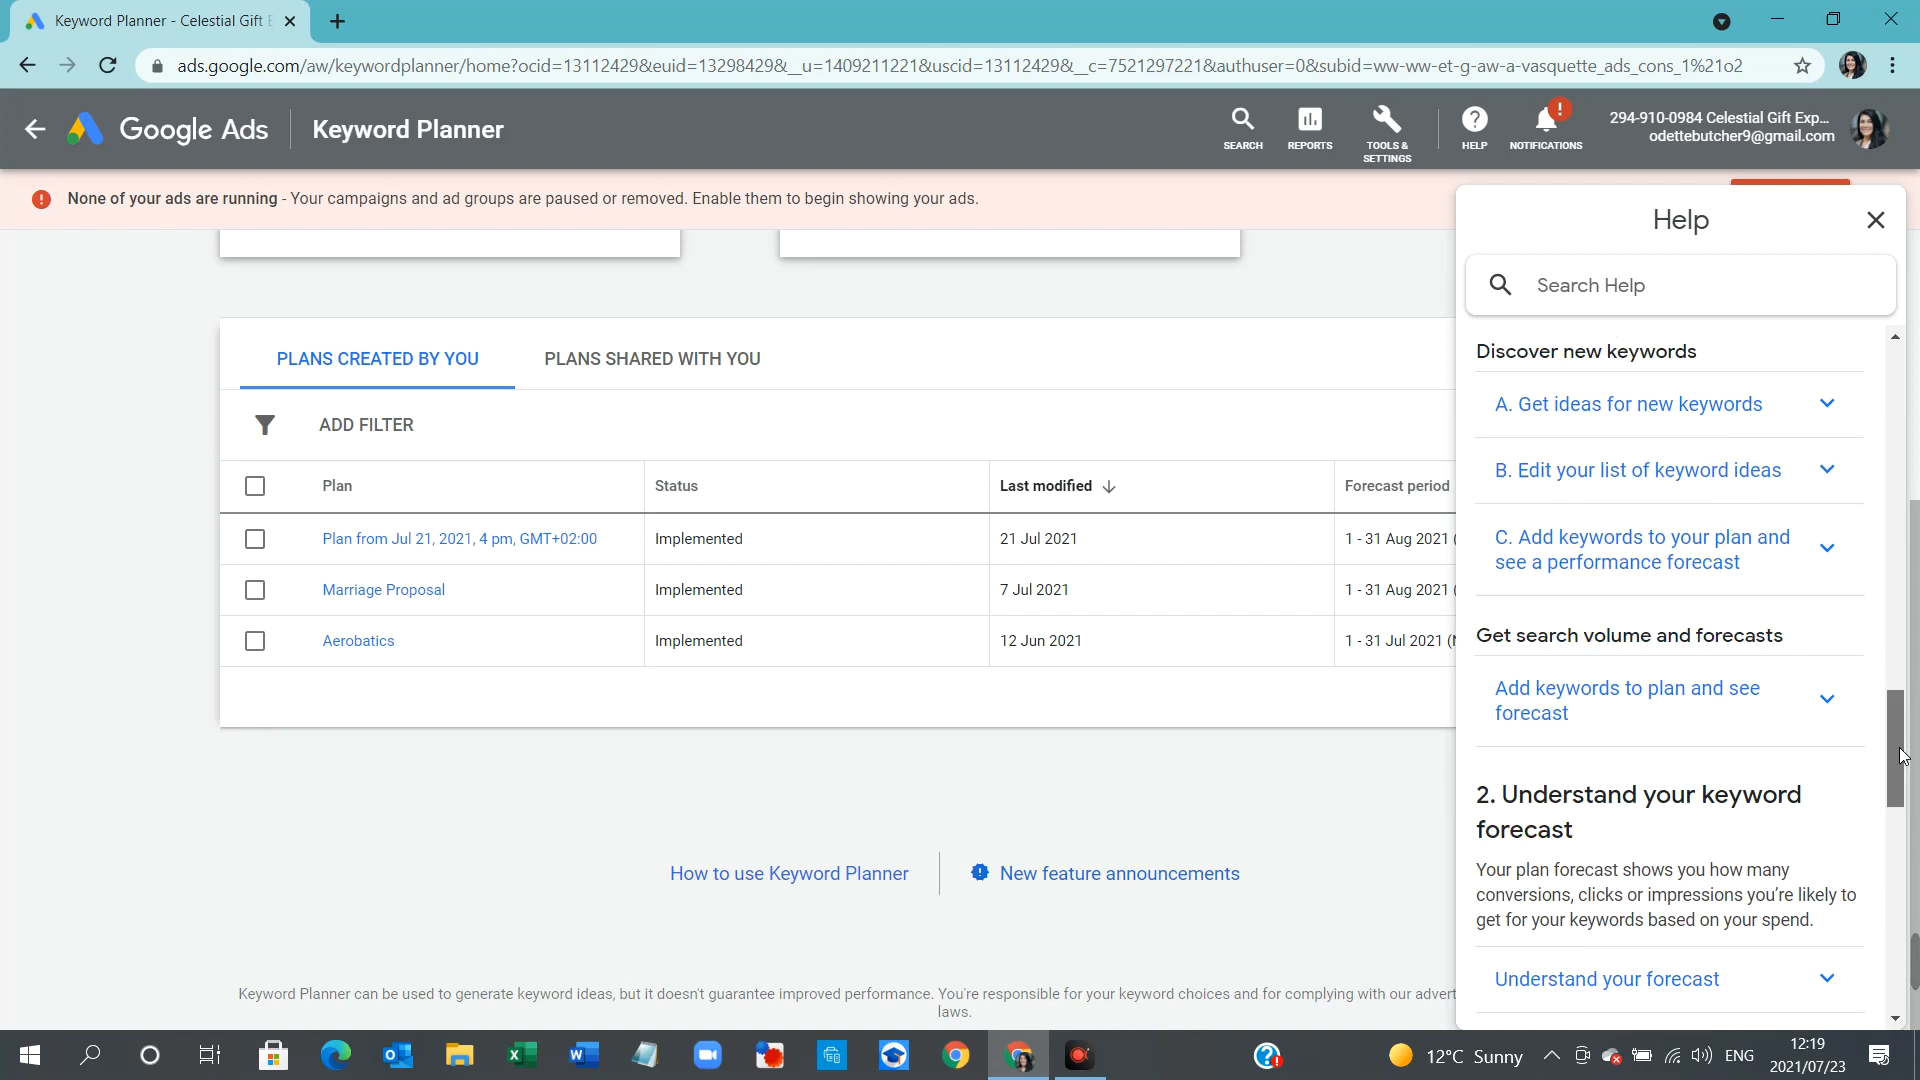 Keyword Planner - Celestial Gift E
ads.google.com/aw/keywordplanner/home?ocid=13112429&euid=13298429&__u=1409211221&uscid=13112429&__c=7521297221&authuser=0&subid=ww-ww-et-g-aw-a-vasquette_ads_cons_1%21o2
Google Ads
Keyword Planner
SEARCH
REPORTS
TOOLS &
SETTINGS
HELP
NOTIFICATIONS
294-910-0984 Celestial Gift Exp...
odettebutcher9@gmail.com
None of your ads are running - Your campaigns and ad groups are paused or removed. Enable them to begin showing your ads.
PLANS CREATED BY YOU
PLANS SHARED WITH YOU
ADD FILTER
Plan
Status
Last modified
Forecast period
Plan from Jul 21, 2021, 4 pm, GMT+02:00
Implemented
21 Jul 2021
1 - 31 Aug 2021 (
Marriage Proposal
Implemented
7 Jul 2021
1 - 31 Aug 2021 (
Aerobatics
Implemented
12 Jun 2021
1 - 31 Jul 2021 (
How to use Keyword Planner
New feature announcements
Keyword Planner can be used to generate keyword ideas, but it doesn't guarantee improved performance. You're responsible for your keyword choices and for complying with our advert
laws.
Help
Search Help
Discover new keywords
A. Get ideas for new keywords
B. Edit your list of keyword ideas
C. Add keywords to your plan and
see a performance forecast
Get search volume and forecasts
Add keywords to plan and see
forecast
2. Understand your keyword
forecast
Your plan forecast shows you how many
conversions, clicks or impressions you're likely to
get for your keywords based on your spend.
Understand your forecast
12°C Sunny
ENG
12:19
2021/07/23